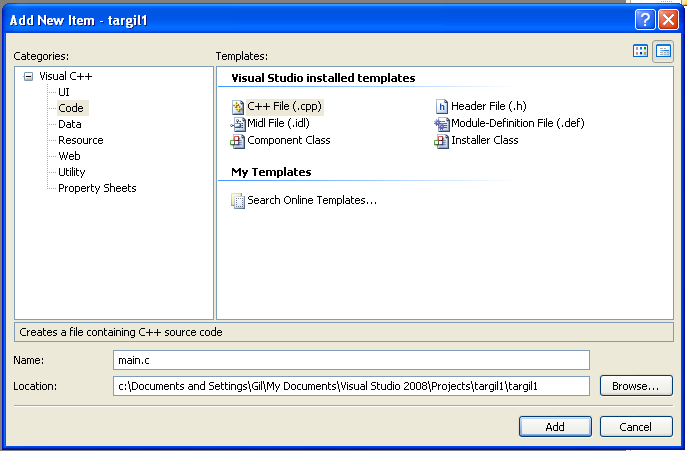 Add New Item - targil1
Categories:
Templates:
Visual C++
UI
Code
Data
Resource
Web
Utility
Property Sheets
Visual Studio installed templates
C++ File (.cpp)
Header File (.h)
Midl File (.idl)
Module-Definition File (.def)
Component Class
Installer Class
My Templates
Search Online Templates...
Creates a file containing C++ source code
Name:
main.c
Location:
c:\Documents and Settings\Gil\My Documents\Visual Studio 2008\Projects\targil1\targil1
Browse...
Add
Cancel